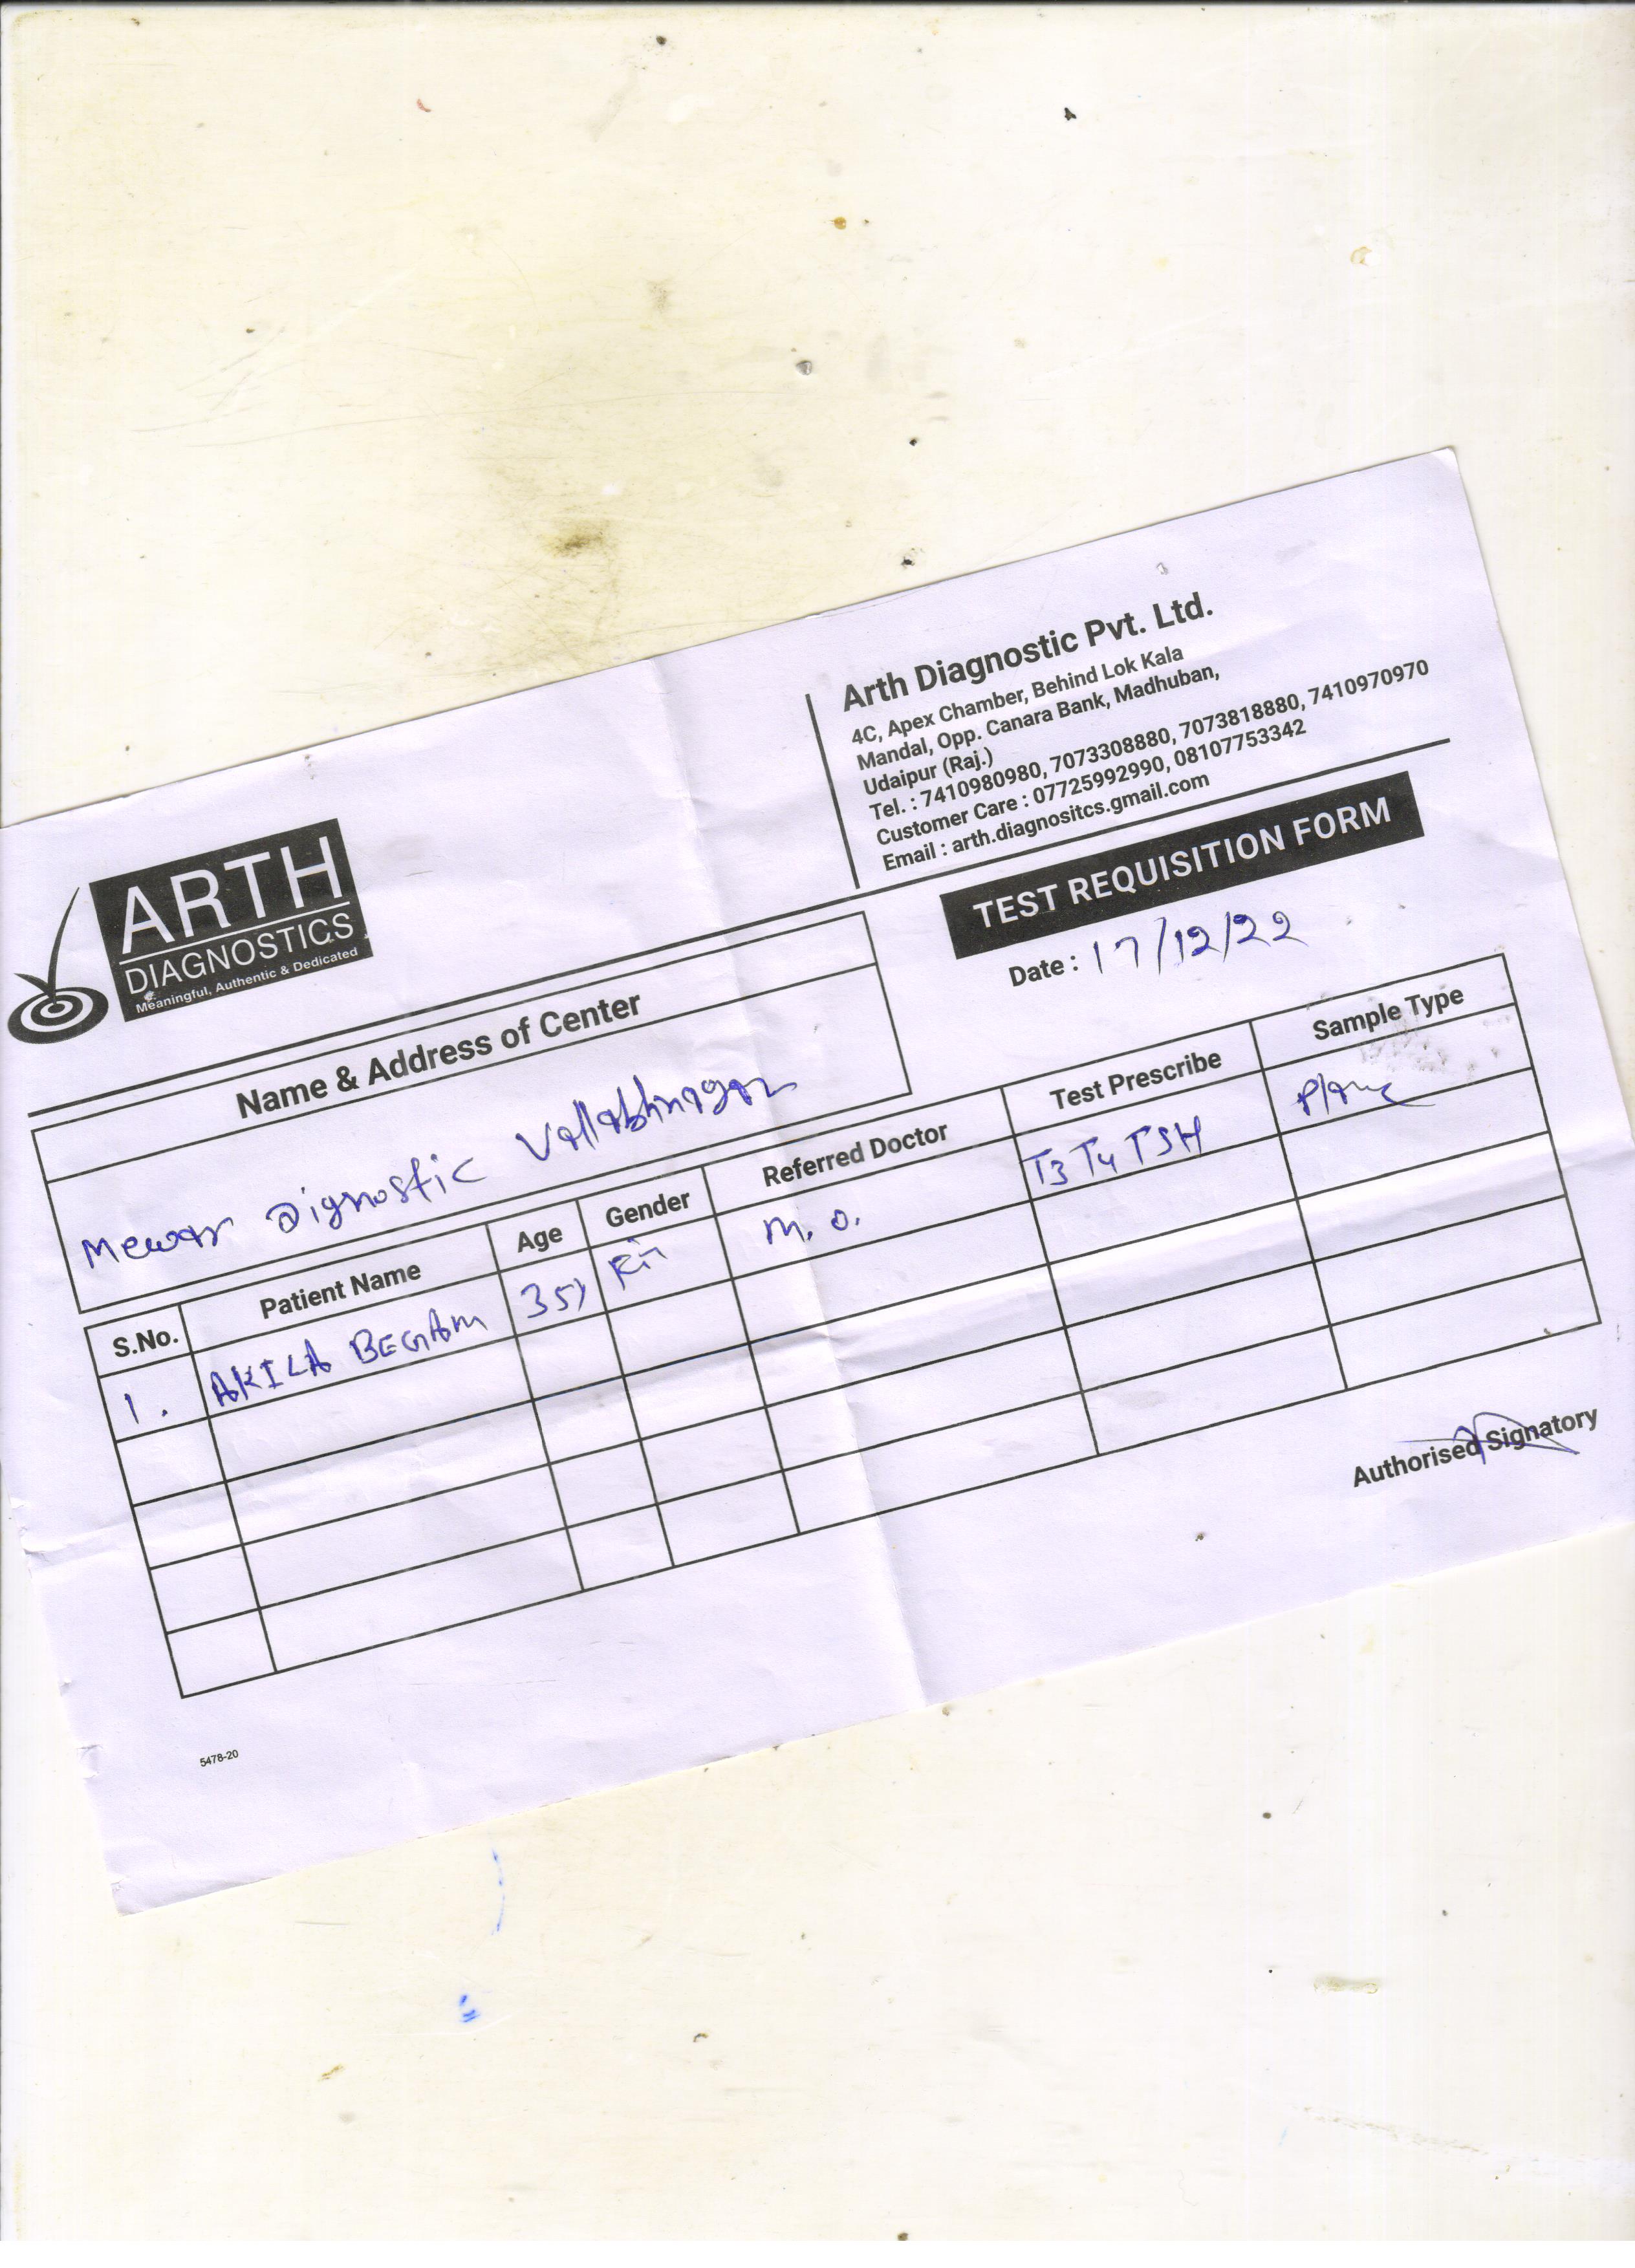 ARTH
DIAGNOSTICS
Meaningful, Authentic & Dedicated
Arth Diagnostic Pvt. Ltd.
4C, Apex Chamber, Behind Lok Kala
Mandal, Opp. Canara Bank, Madhuban,
Udaipur (Raj.)
Tel. : 7410980980, 7073308880, 7073818880, 7410970970
Customer Care : 07725992990, 08107753342
Email : arth.diagnositcs.gmail.com
TEST REQUISITION FORM
Date : 17/12/22
Name & Address of Center
Mewar Dignostic Vallabhnagar
S.No. Patient Name Age Gender Referred Doctor Test Prescribe Sample Type
1. AKILA BEGAM 35y M. O. T3 T4 TSH
Authorised Signatory
5478-20